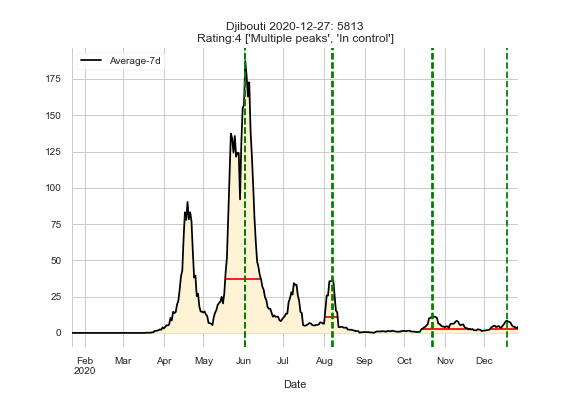 Djibouti 2020-12-27: 5813
Rating:4 ['Multiple peaks', 'In control']
Average-7d
175
150
125
100
75
50
25
0
Feb Mar Apr May Jun Jul Aug Sep Oct Nov Dec
2020
Date